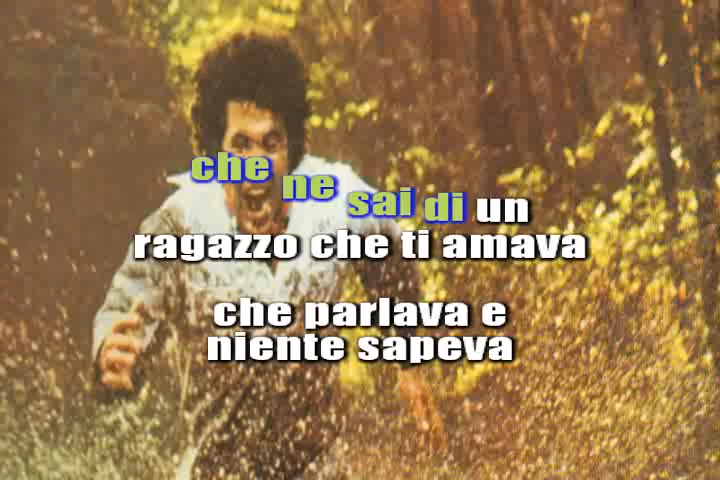 che ne sai di un
ragazzo che ti amava
che parlava e
niente sapeva